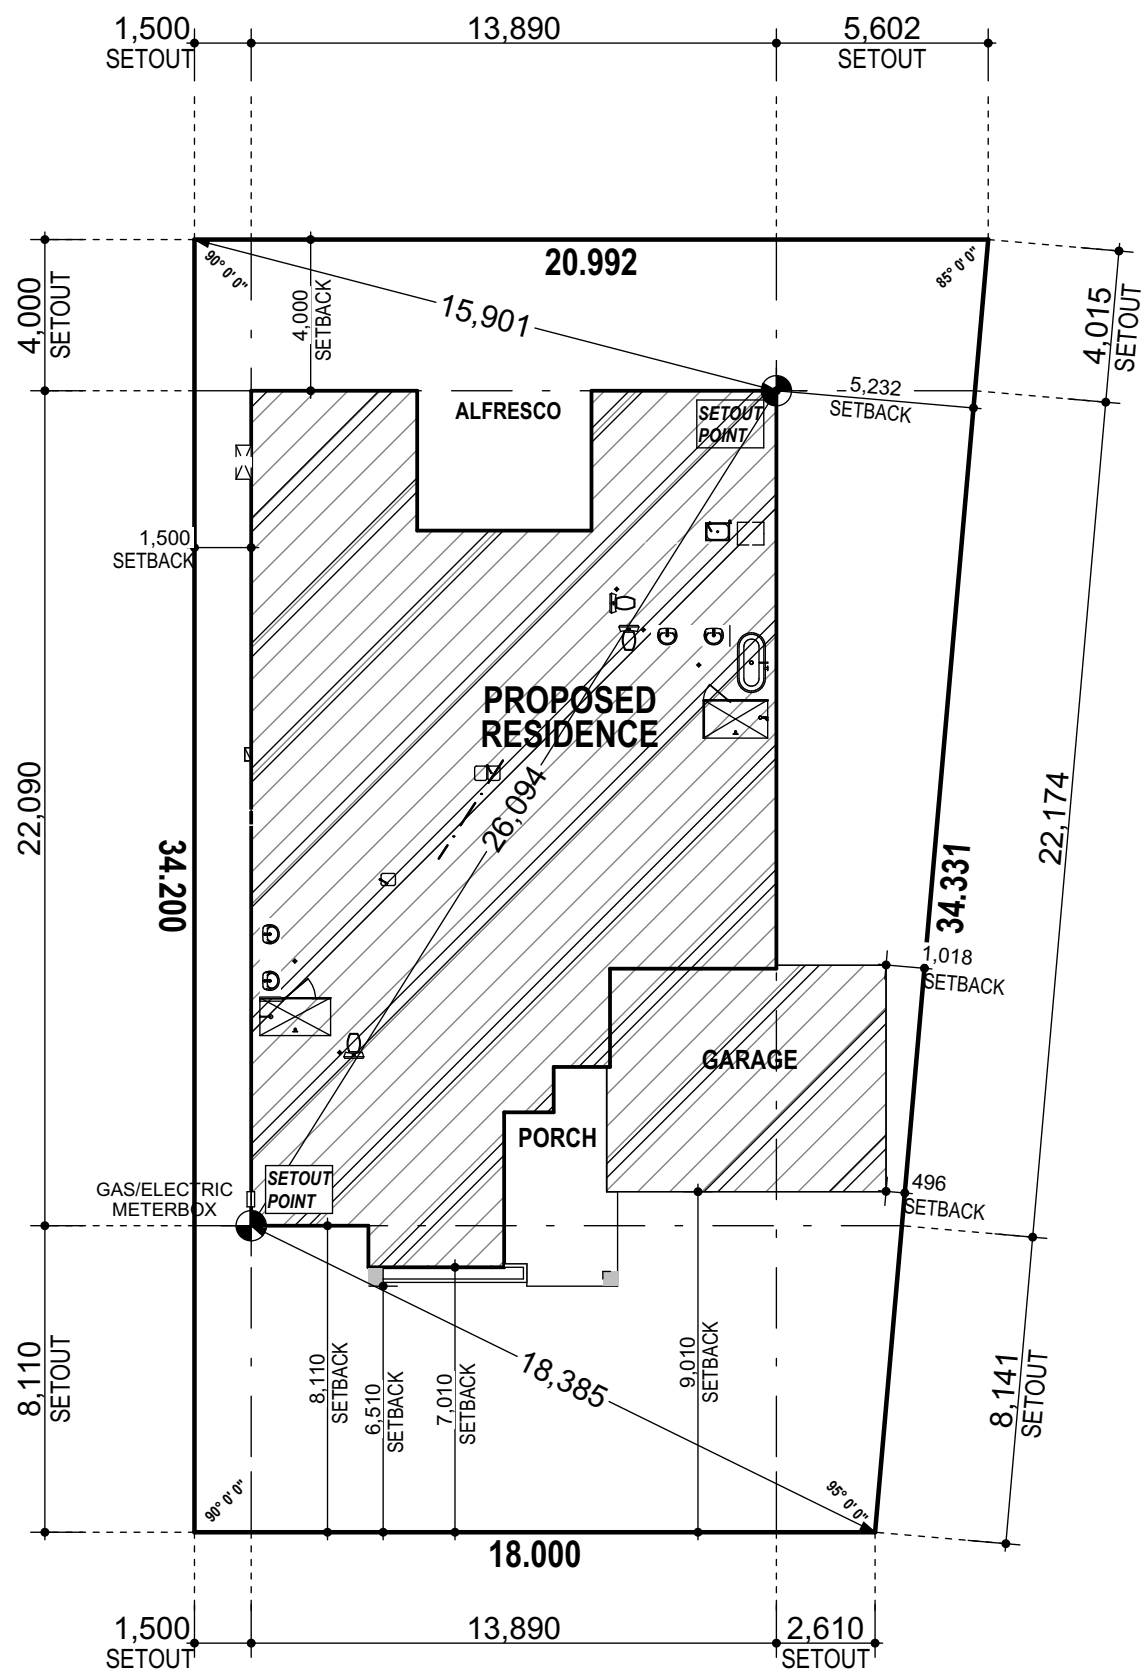 1,500
SETOUT
13,890
5,602
SETOUT
90° 0' 0"
20.992
85° 0' 0"
4,000
SETOUT
4,000
SETBACK
15,901
4,015
SETOUT
5,232
SETBACK
ALFRESCO
SETOUT
POINT
1,500
SETBACK
PROPOSED
RESIDENCE
26,094
22,090
34.200
22,174
34.331
1,018
SETBACK
GARAGE
PORCH
GAS/ELECTRIC
METERBOX
SETOUT
POINT
496
SETBACK
8,110
SETOUT
8,110
SETBACK
6,510
SETBACK
7,010
SETBACK
18,385
9,010
SETBACK
8,141
SETOUT
90° 0' 0"
95° 0' 0"
18.000
1,500
SETOUT
13,890
2,610
SETOUT